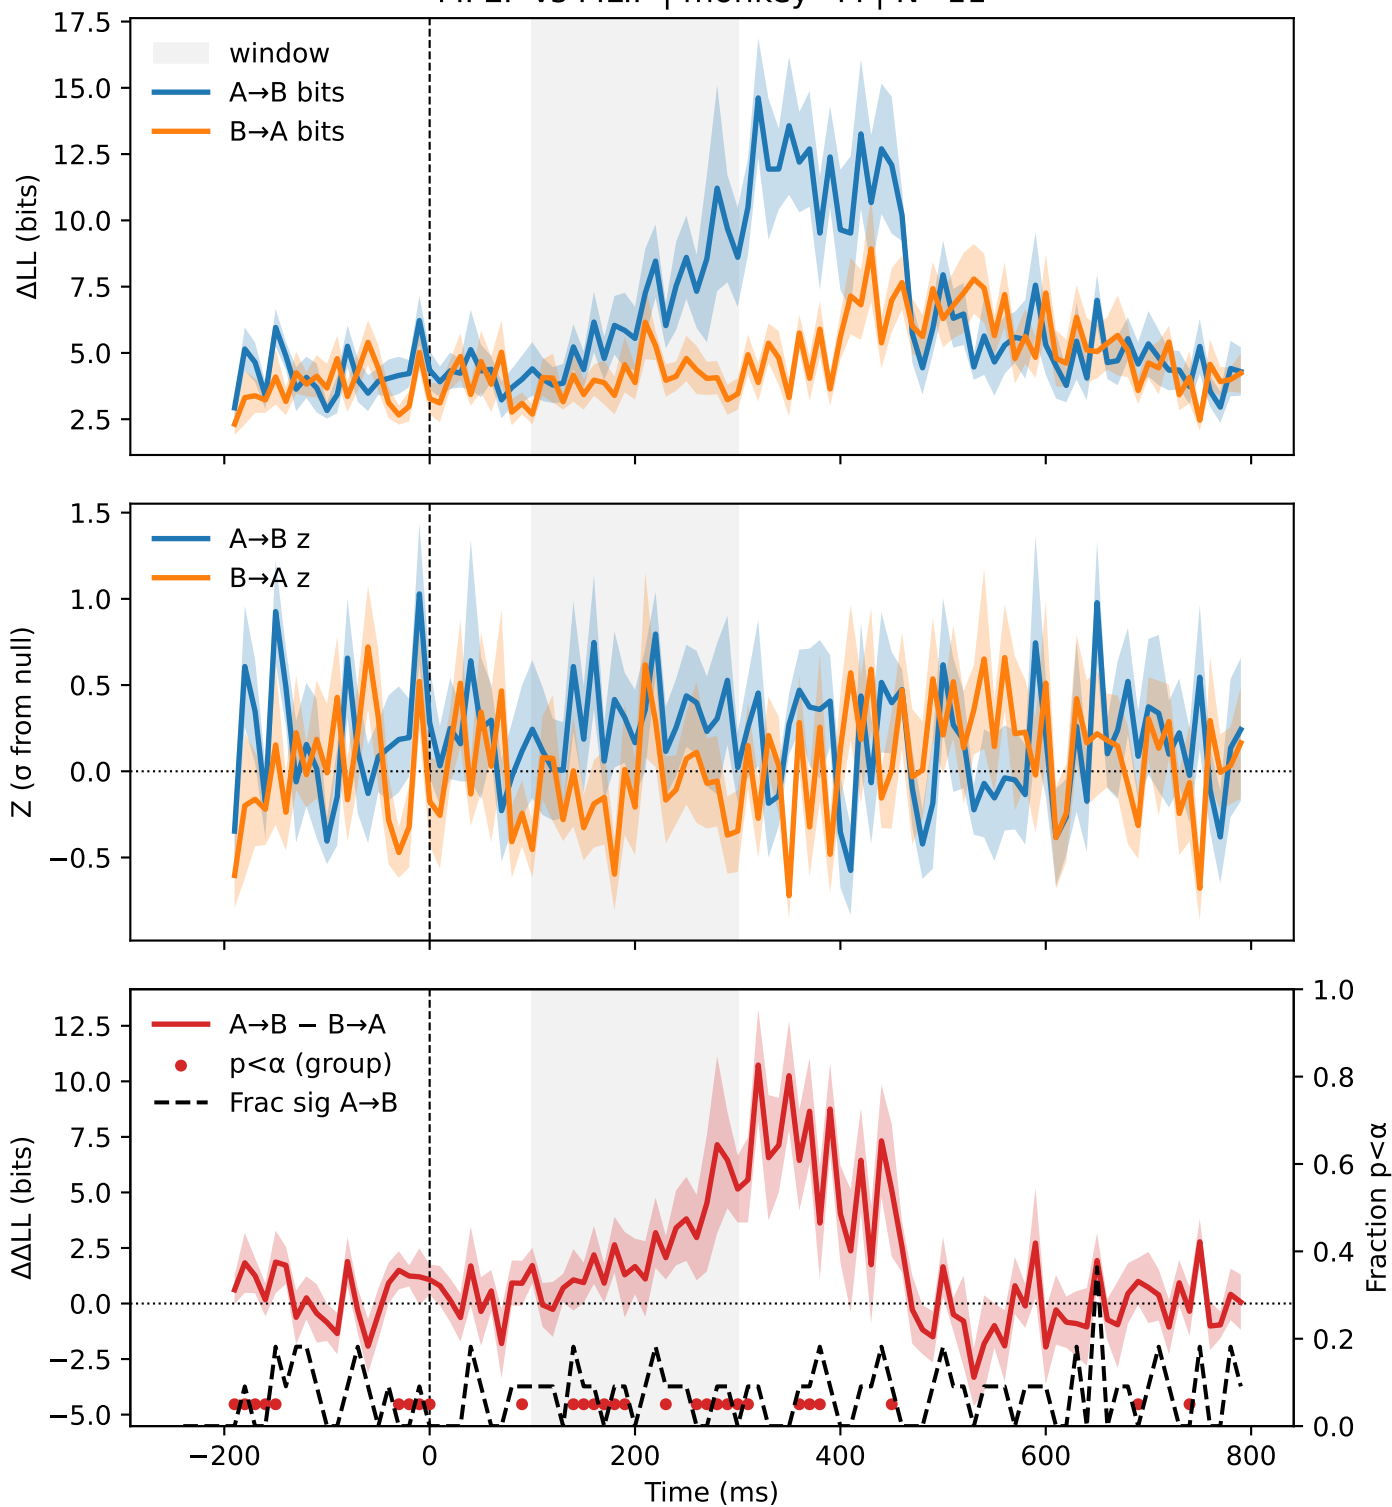 17.5
15.0
12.5
10.0
7.5
5.0
2.5
ΔLL (bits)
window
A→B bits
B→A bits
1.5
1.0
0.5
0.0
−0.5
Z (σ from null)
A→B z
B→A z
12.5
10.0
7.5
5.0
2.5
0.0
−2.5
−5.0
ΔΔLL (bits)
A→B − B→A
p<α (group)
Frac sig A→B
1.0
0.8
0.6
0.4
0.2
0.0
Fraction p<α
−200
0
200
400
600
800
Time (ms)